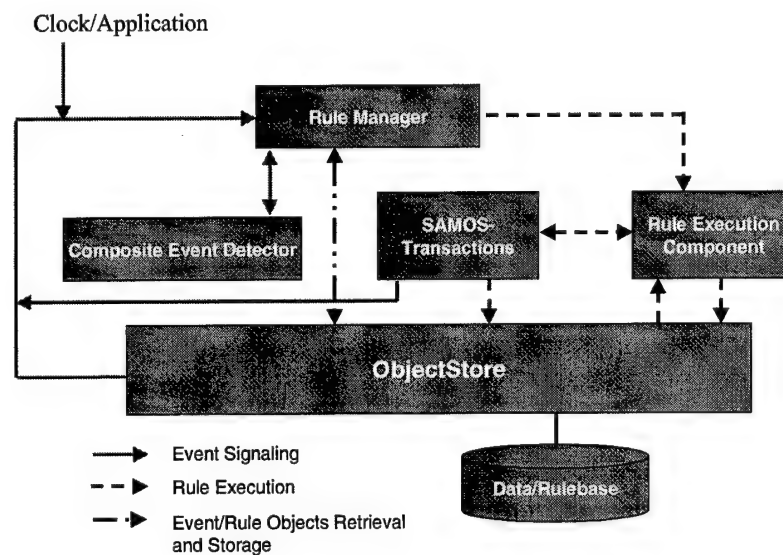 Clock/Application
Rule Manager
Composite Event Detector
SAMOS-
Transactions
Rule Execution
Component
ObjectStore
Event Signaling
Rule Execution
Event/Rule Objects Retrieval
and Storage
Data/Rulebase